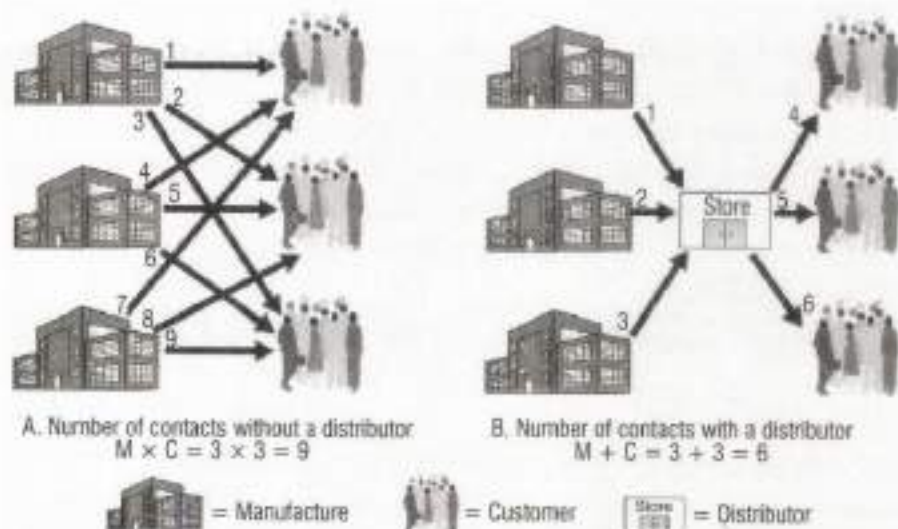 1
2
3
4
5
6
7
8
9
A. Number of contacts without a distributor
M × C = 3 × 3 = 9
1
2
3
4
5
6
Store
B. Number of contacts with a distributor
M + C = 3 + 3 = 6
= Manufacture
= Customer
Store
= Distributor